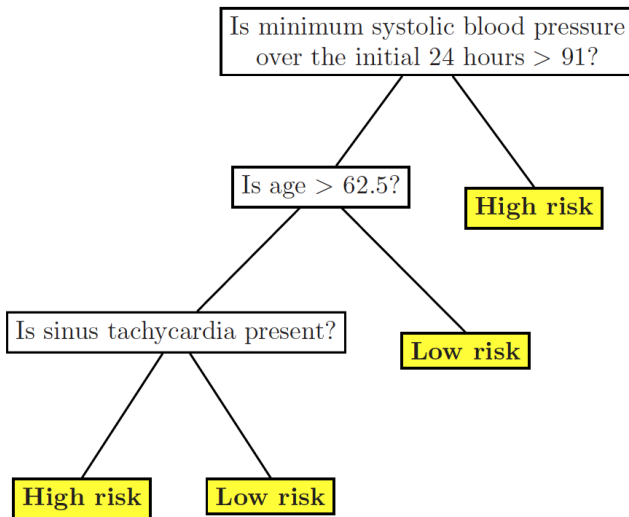 Is minimum systolic blood pressure
over the initial 24 hours > 91?
Is age > 62.5?
High risk
Is sinus tachycardia present?
Low risk
High risk
Low risk